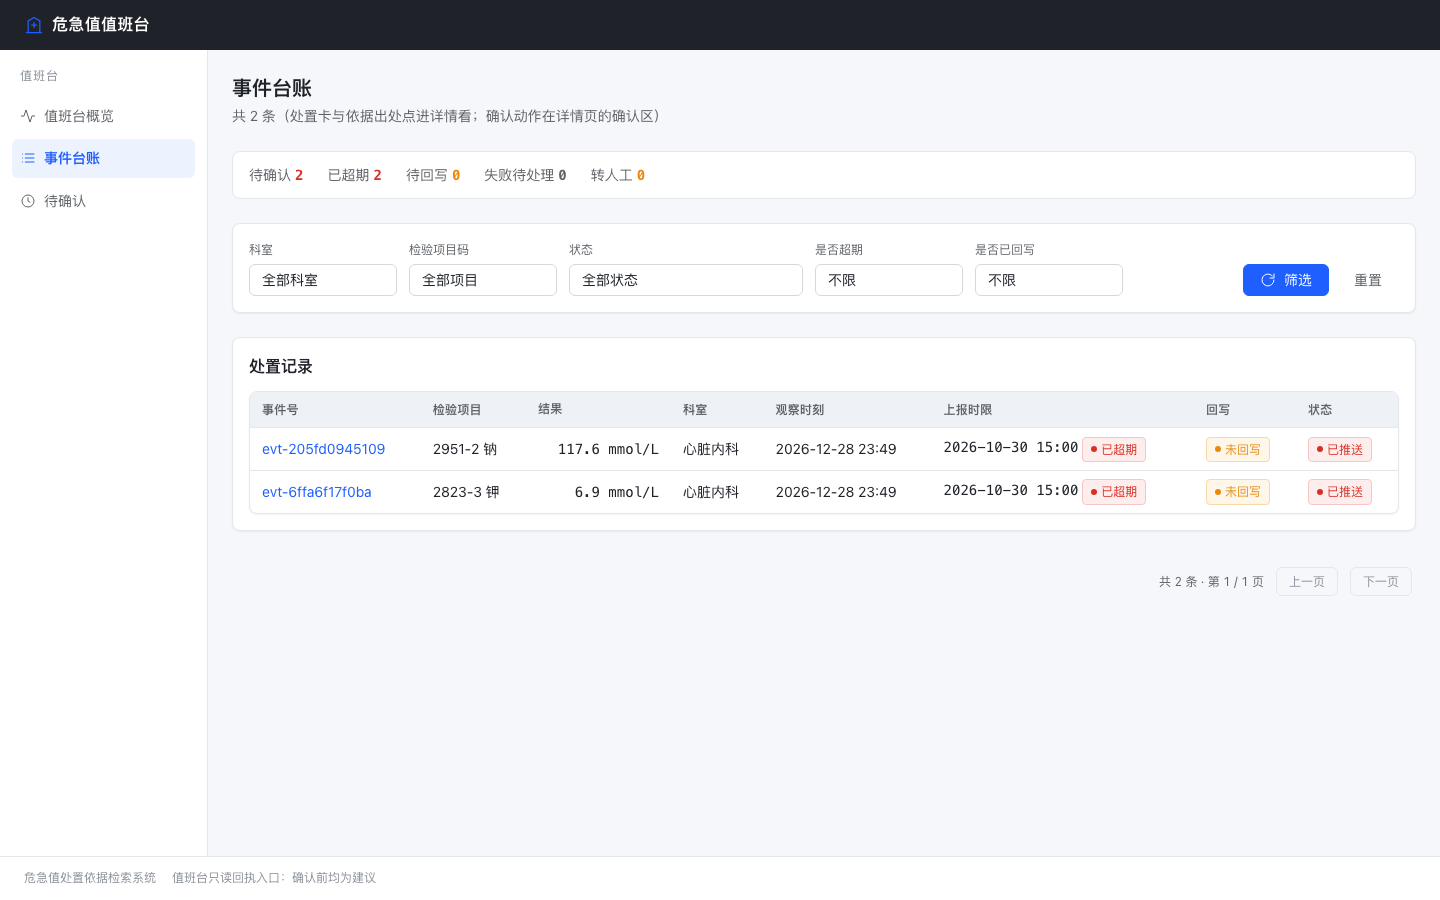 危急值值班台
值班台
值班台概览
事件台账
待确认
事件台账
共 2 条（处置卡与依据出处点进详情看；确认动作在详情页的确认区）
待确认 2 已超期 2 待回写 0 失败待处理 0 转人工 0
科室 检验项目码 状态 是否超期 是否已回写
全部科室 全部项目 全部状态 不限 不限 筛选 重置
处置记录
事件号 检验项目 结果 科室 观察时刻 上报时限 回写 状态
evt-205fd0945109 2951-2 钠 117.6 mmol/L 心脏内科 2026-12-28 23:49 2026-10-30 15:00 已超期 未回写 已推送
evt-6ffa6f17f0ba 2823-3 钾 6.9 mmol/L 心脏内科 2026-12-28 23:49 2026-10-30 15:00 已超期 未回写 已推送
共 2 条 · 第 1 / 1 页 上一页 下一页
危急值处置依据检索系统 值班台只读回执入口：确认前均为建议